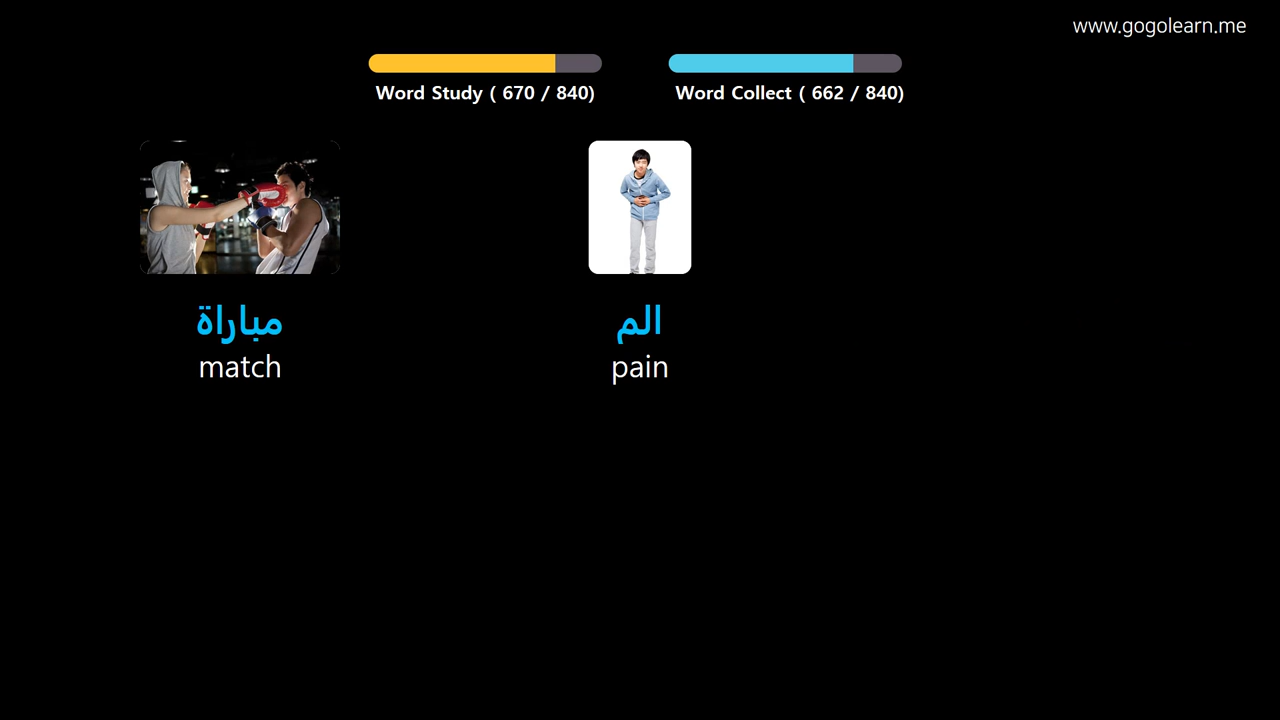 www.gogolearn.me
Word Study ( 670 / 840)
Word Collect ( 662 / 840)
مباراة
match
الم
pain